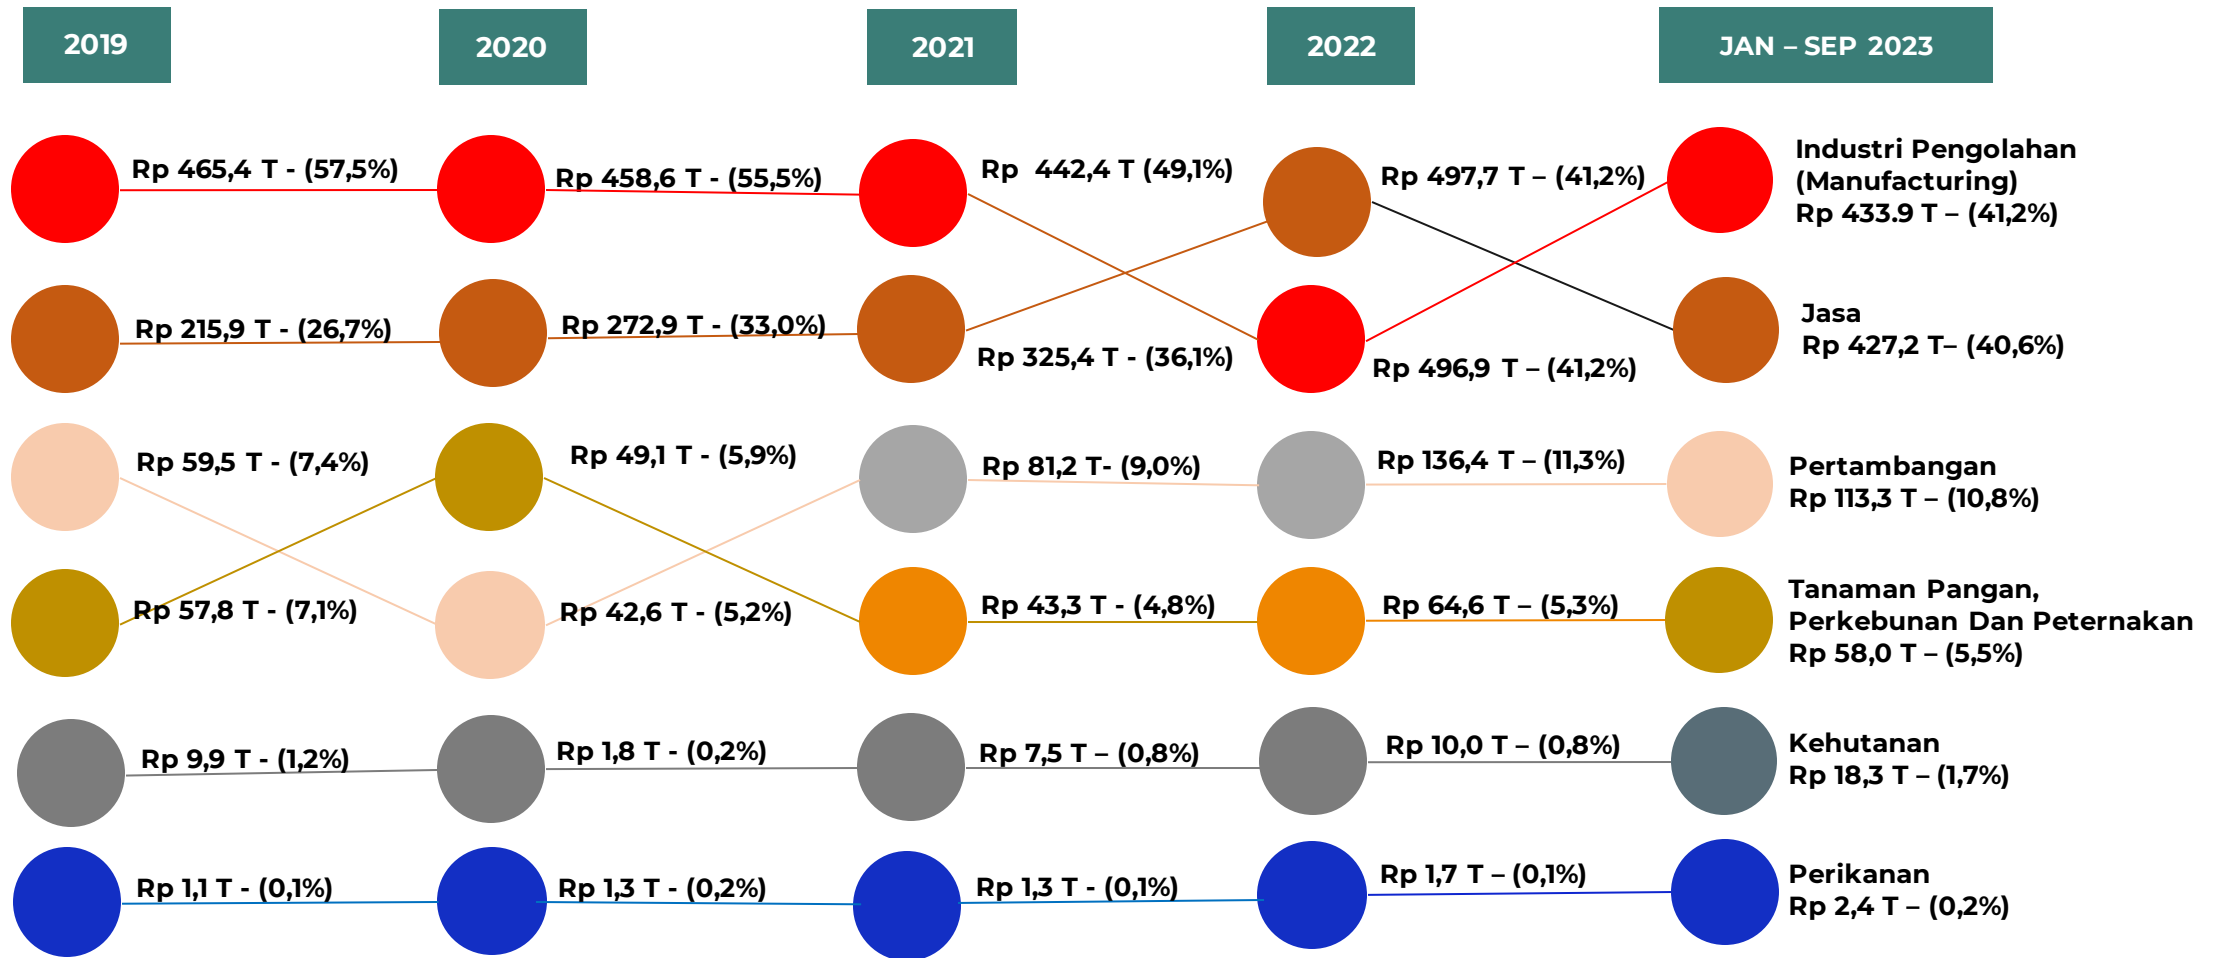 2019
2020
2021
2022
JAN – SEP 2023
Rp 465,4 T - (57,5%)
Rp 458,6 T - (55,5%)
Rp 442,4 T (49,1%)
Rp 497,7 T – (41,2%)
Industri Pengolahan
(Manufacturing)
Rp 433.9 T – (41,2%)
Rp 215,9 T - (26,7%)
Rp 272,9 T - (33,0%)
Rp 325,4 T - (36,1%)
Rp 496,9 T – (41,2%)
Jasa
Rp 427,2 T– (40,6%)
Rp 59,5 T - (7,4%)
Rp 49,1 T - (5,9%)
Rp 81,2 T- (9,0%)
Rp 136,4 T – (11,3%)
Pertambangan
Rp 113,3 T – (10,8%)
Rp 57,8 T - (7,1%)
Rp 42,6 T - (5,2%)
Rp 43,3 T - (4,8%)
Rp 64,6 T – (5,3%)
Tanaman Pangan,
Perkebunan Dan Peternakan
Rp 58,0 T – (5,5%)
Rp 9,9 T - (1,2%)
Rp 1,8 T - (0,2%)
Rp 7,5 T – (0,8%)
Rp 10,0 T – (0,8%)
Kehutanan
Rp 18,3 T – (1,7%)
Rp 1,1 T - (0,1%)
Rp 1,3 T - (0,2%)
Rp 1,3 T - (0,1%)
Rp 1,7 T – (0,1%)
Perikanan
Rp 2,4 T – (0,2%)